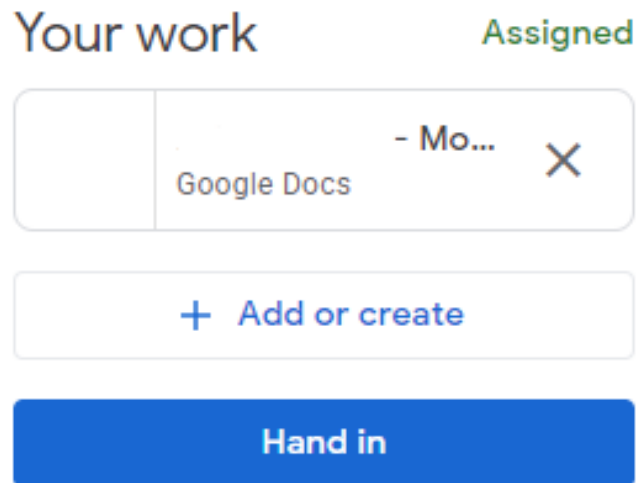 Your work
Assigned
- Mo...
Google Docs
+ Add or create
Hand in